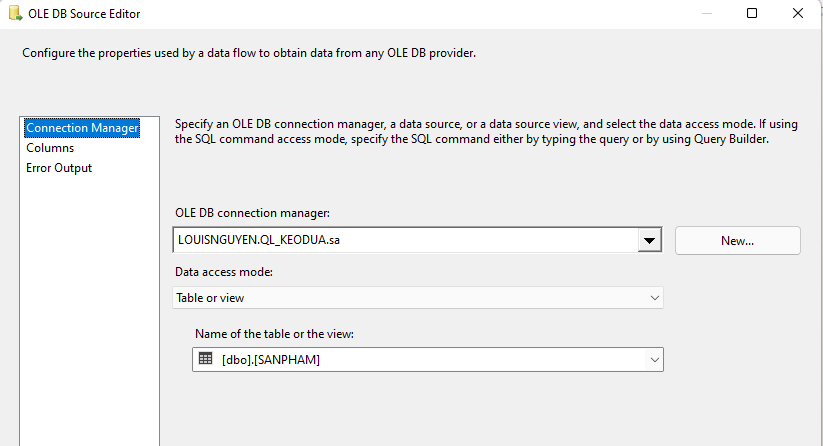 OLE DB Source Editor
Configure the properties used by a data flow to obtain data from any OLE DB provider.
Connection Manager
Columns
Error Output
Specify an OLE DB connection manager, a data source, or a data source view, and select the data access mode. If using
the SQL command access mode, specify the SQL command either by typing the query or by using Query Builder.
OLE DB connection manager:
LOUISNGUYEN.QL_KEODUA.sa
New...
Data access mode:
Table or view
Name of the table or the view:
[dbo].[SANPHAM]